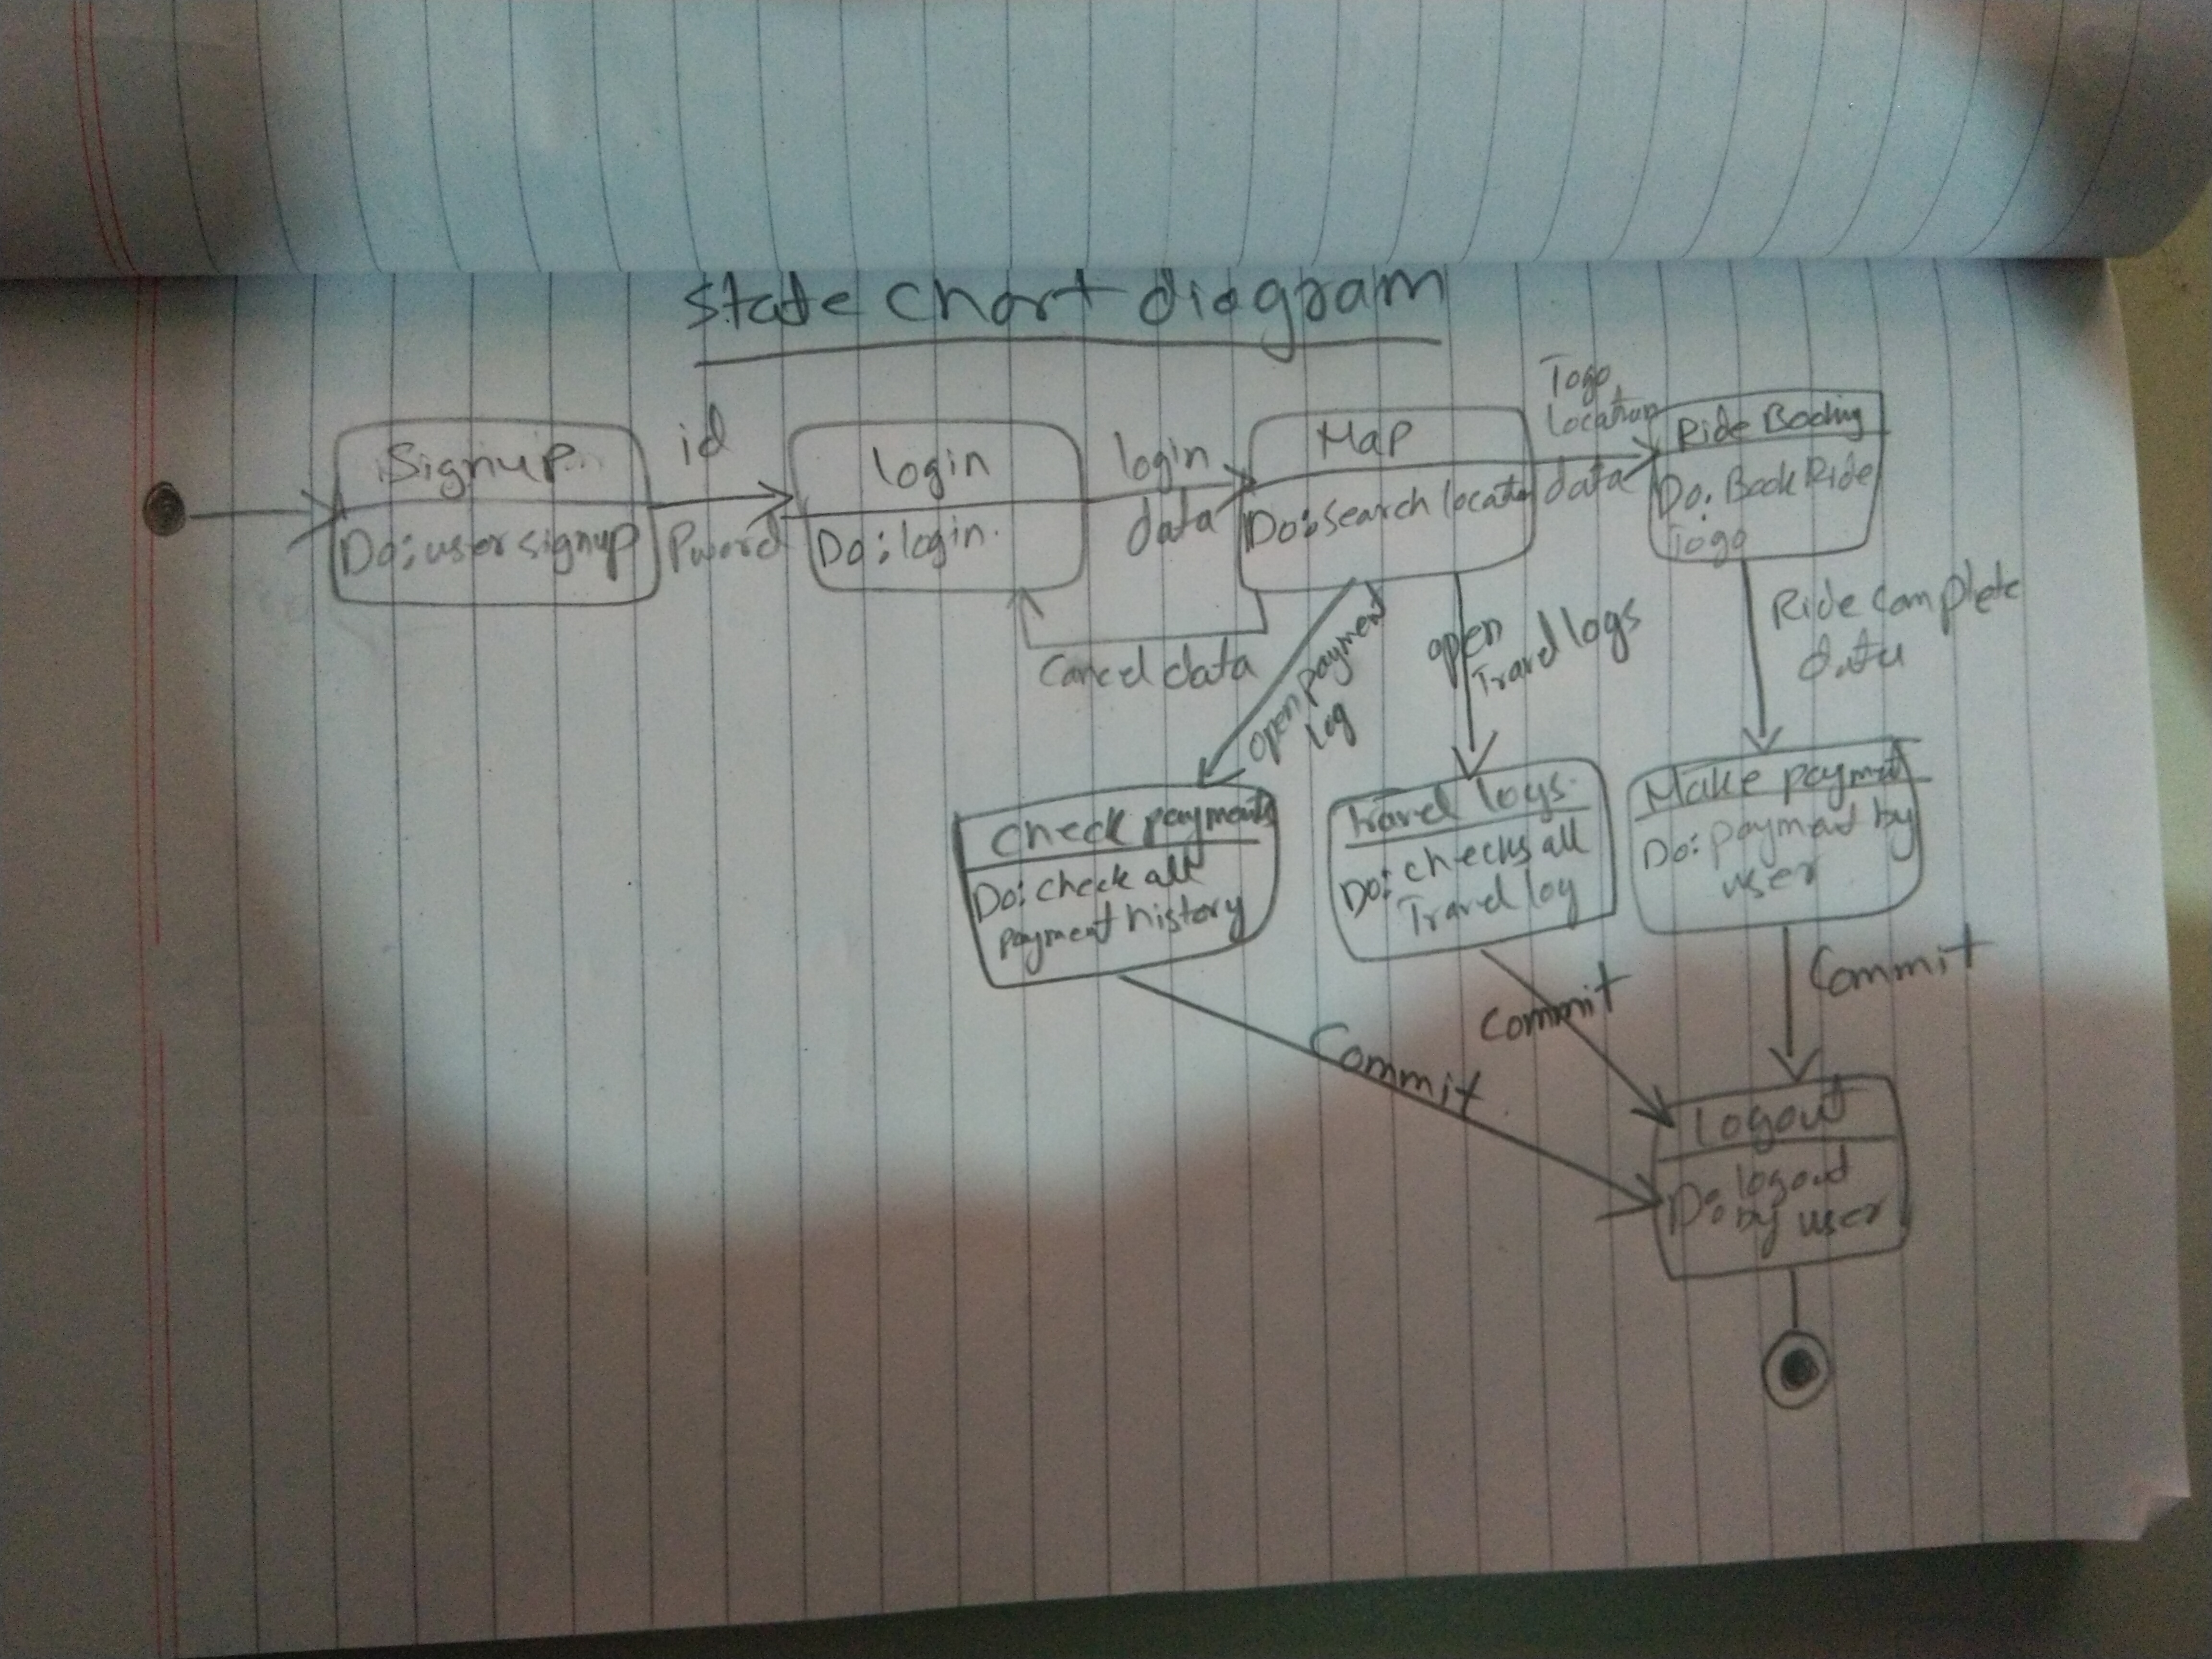 State chart diagram
Signup
Do: user signup
id
Pword
login
Do: login.
login
data
Map
Do: Search locatn
Togo
Location
data
Ride Booking
Do: Book Ride
Togo
Cancel data
open payment
log
open
Travel logs
Ride complete
data
Check payments
Do: Check all
payment history
Travel logs
Do: checks all
Travel log
Make payment
Do: payment by
user
Commit
Commit
Commit
Logout
Do: logout
by user